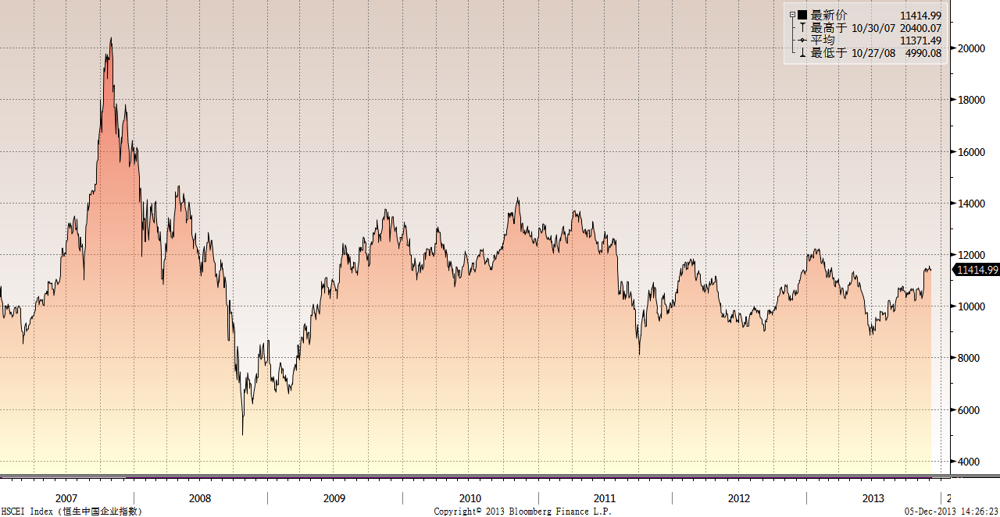 最新价 11414.99
最高于 10/30/07 20400.07
平均 11371.49
最低于 10/27/08 4990.08
20000
18000
16000
14000
12000
11414.99
10000
8000
6000
4000
2007 2008 2009 2010 2011 2012 2013 2
HSCEI Index (恒生中国企业指数) Copyright© 2013 Bloomberg Finance L.P. 05-Dec-2013 14:26:23